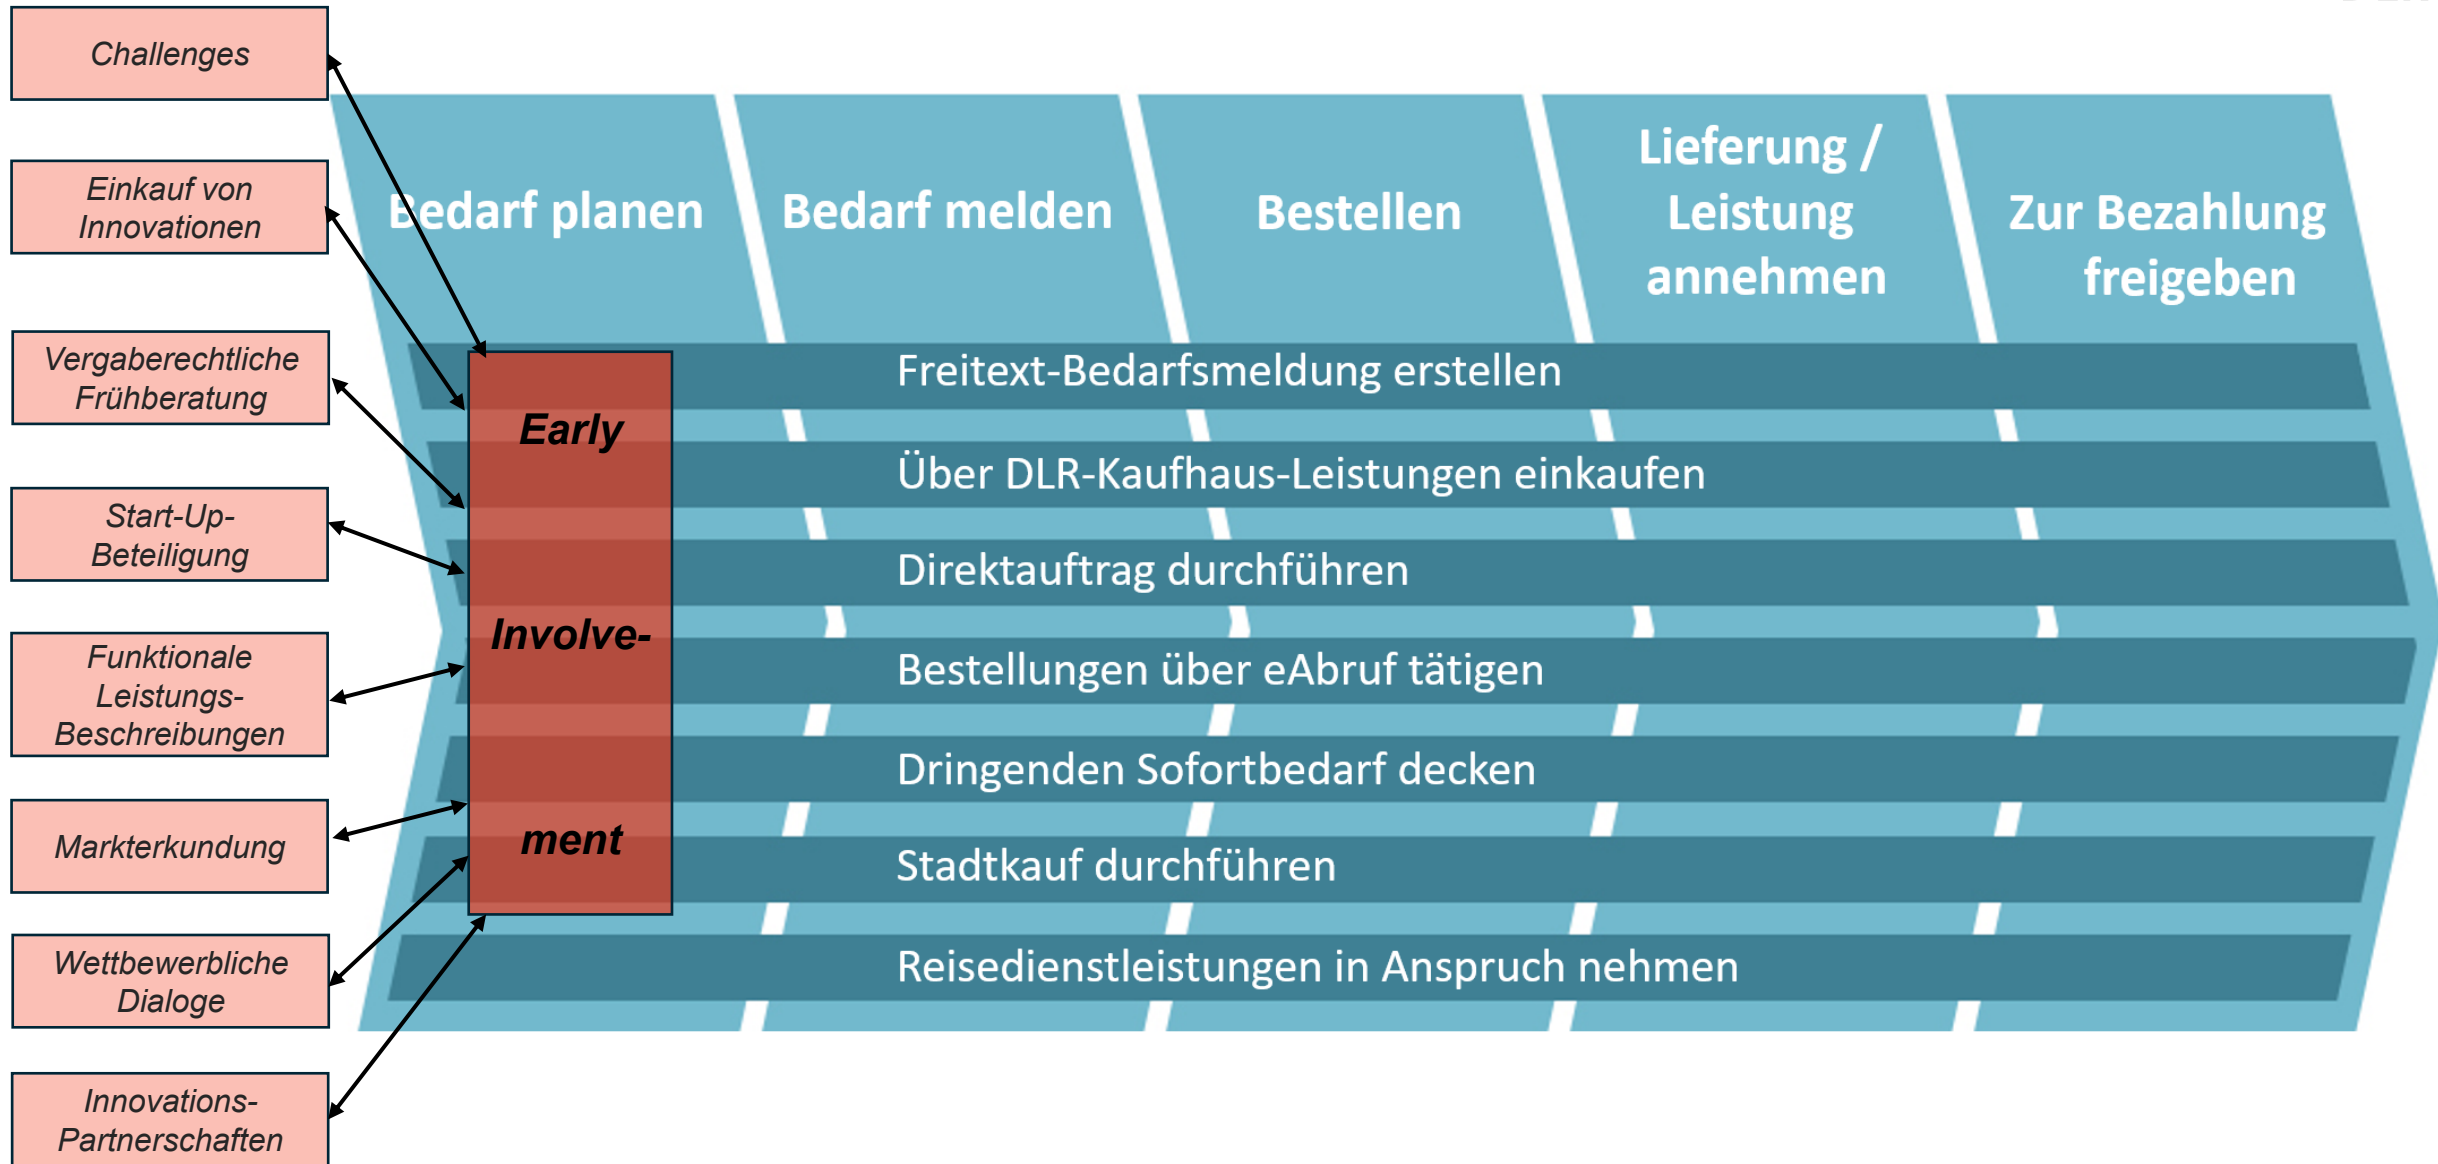 Challenges
Einkauf von
Innovationen
Vergaberechtliche
Frühberatung
Start-Up-
Beteiligung
Funktionale
Leistungs-
Beschreibungen
Markterkundung
Wettbewerbliche
Dialoge
Innovations-
Partnerschaften
Bedarf planen
Bedarf melden
Bestellen
Lieferung /
Leistung
annehmen
Zur Bezahlung
freigeben
Early
Involve-
ment
Freitext-Bedarfsmeldung erstellen
Über DLR-Kaufhaus-Leistungen einkaufen
Direktauftrag durchführen
Bestellungen über eAbruf tätigen
Dringenden Sofortbedarf decken
Stadtkauf durchführen
Reisedienstleistungen in Anspruch nehmen